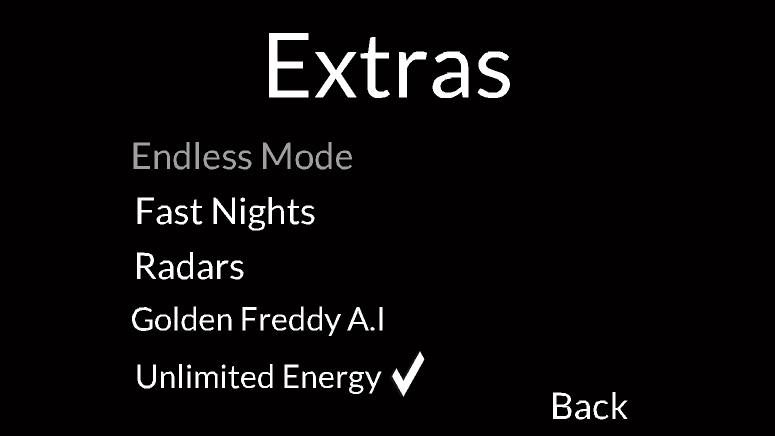 Extras
Endless Mode
Fast Nights
Radars
Golden Freddy A.I
Unlimited Energy
Back